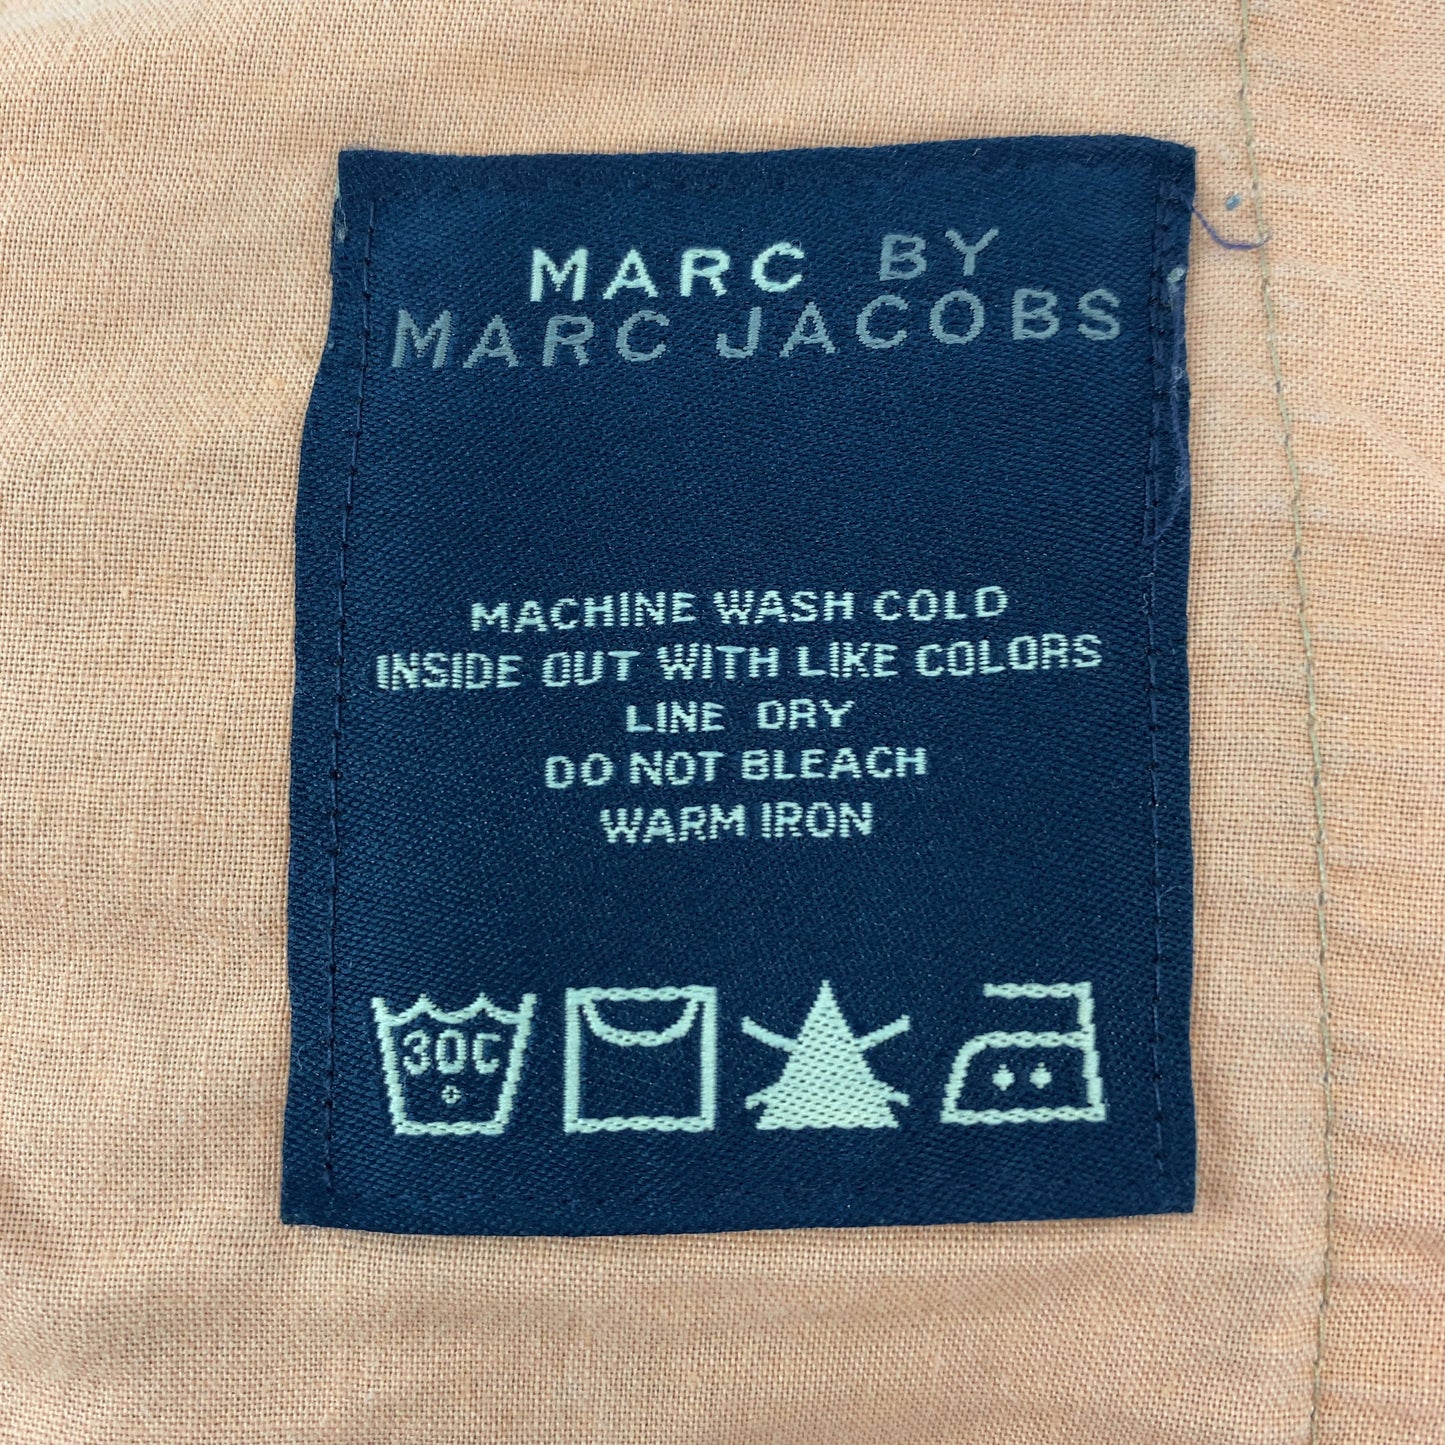 MARC BY
MARC JACOBS
MACHINE WASH COLD
INSIDE OUT WITH LIKE COLORS
LINE DRY
DO NOT BLEACH
WARM IRON
30C